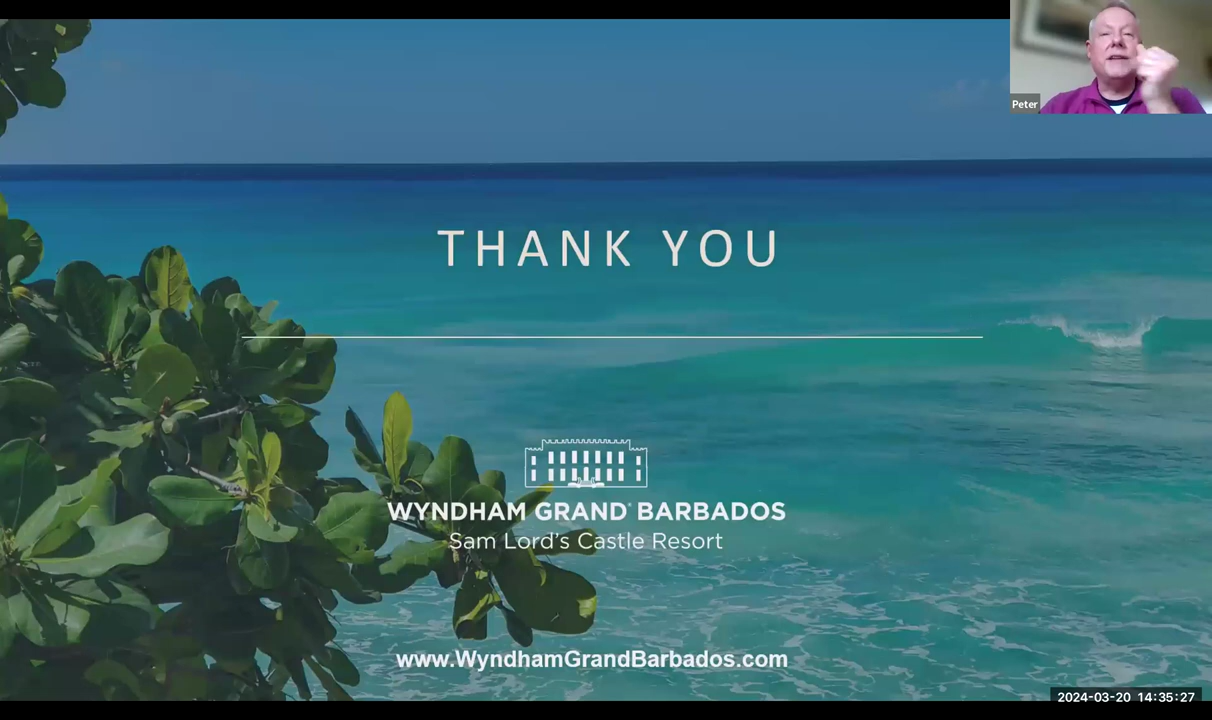 Peter
THANK YOU
WYNDHAM GRAND® BARBADOS
Sam Lord's Castle Resort
www.WyndhamGrandBarbados.com
2024-03-20 14:35:27